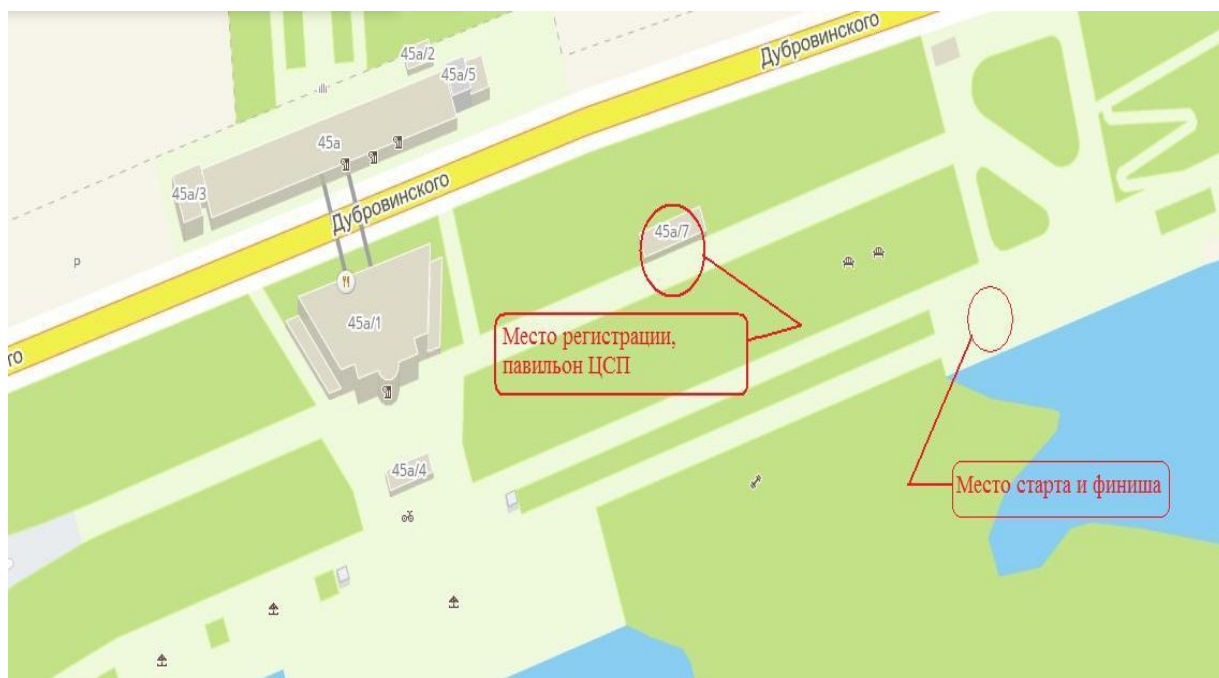 Дубровинского
45а/2
45а/5
45а
Дубровинского
45а/3
45а/7
P
45а/1
Место регистрации,
павильон ЦСП
го
45а/4
Место старта и финиша